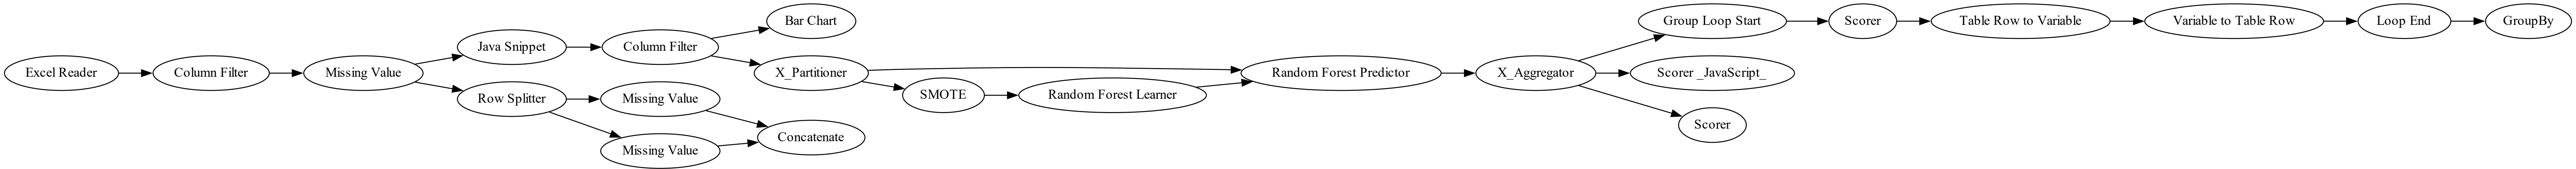 Excel Reader
Column Filter
Missing Value
Java Snippet
Row Splitter
Column Filter
Missing Value
Missing Value
Bar Chart
X_Partitioner
Concatenate
SMOTE
Random Forest Learner
Random Forest Predictor
X_Aggregator
Group Loop Start
Scorer _JavaScript_
Scorer
Scorer
Table Row to Variable
Variable to Table Row
Loop End
GroupBy